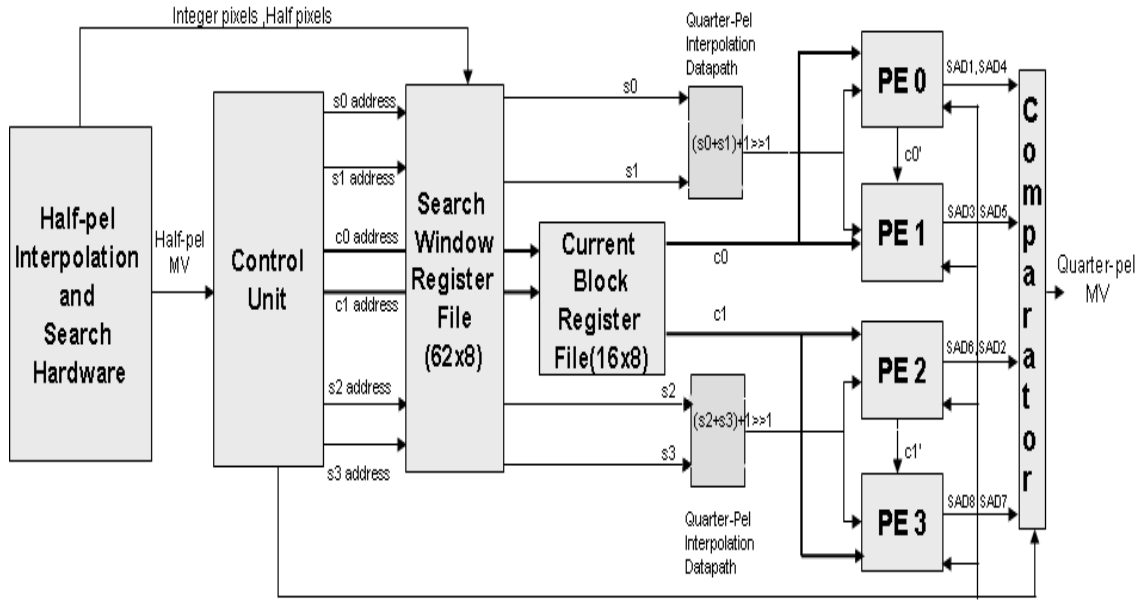 Integer pixels ,Half pixels
Half-pel
Interpolation
and
Search
Hardware
Half-pel
MV
Control
Unit
s0 address
s1 address
c0 address
c1 address
s2 address
s3 address
Search
Window
Register
File
(62x8)
Current
Block
Register
File(16x8)
s0
s1
c0
c1
s2
s3
Quarter-Pel
Interpolation
Datapath
(s0+s1)+1>>1
(s2+s3)+1>>1
Quarter-Pel
Interpolation
Datapath
PE 0
c0'
PE 1
PE 2
c1'
PE 3
SAD1,SAD4
SAD3,SAD5
SAD6,SAD2
SAD8,SAD7
Comparator
Quarter-pel
MV